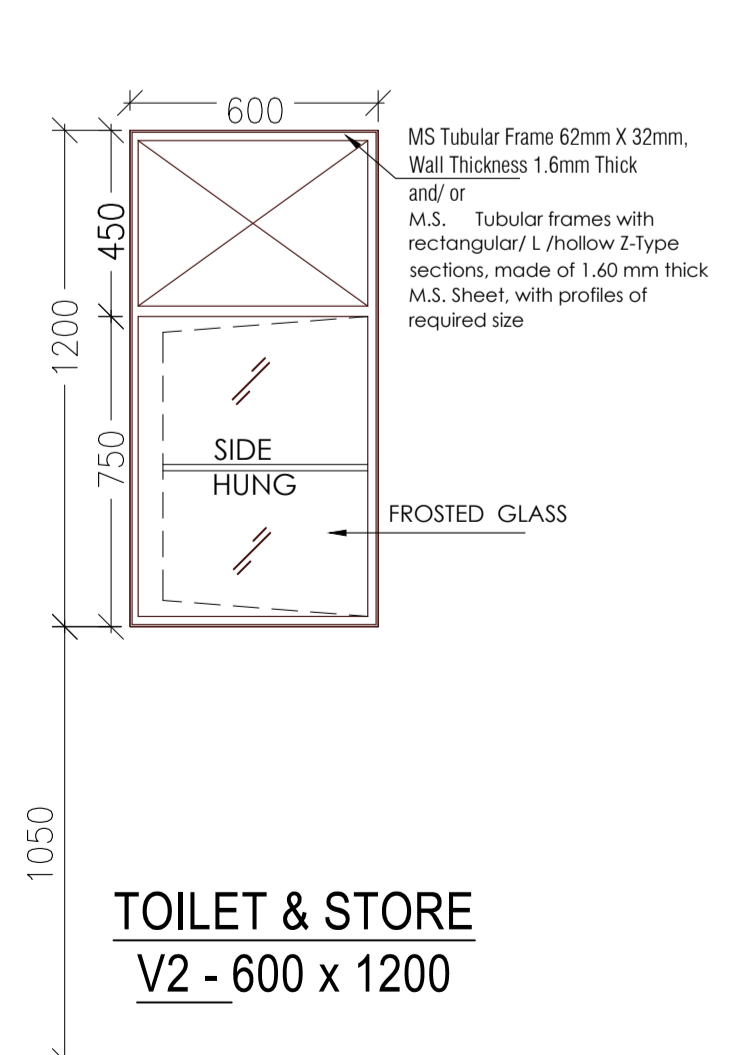 600
MS Tubular Frame 62mm X 32mm,
Wall Thickness 1.6mm Thick
and/ or
M.S. Tubular frames with
rectangular/ L /hollow Z-Type
sections, made of 1.60 mm thick
M.S. Sheet, with profiles of
required size
450
1200
750
SIDE
HUNG
FROSTED GLASS
1050
TOILET & STORE
V2 - 600 x 1200